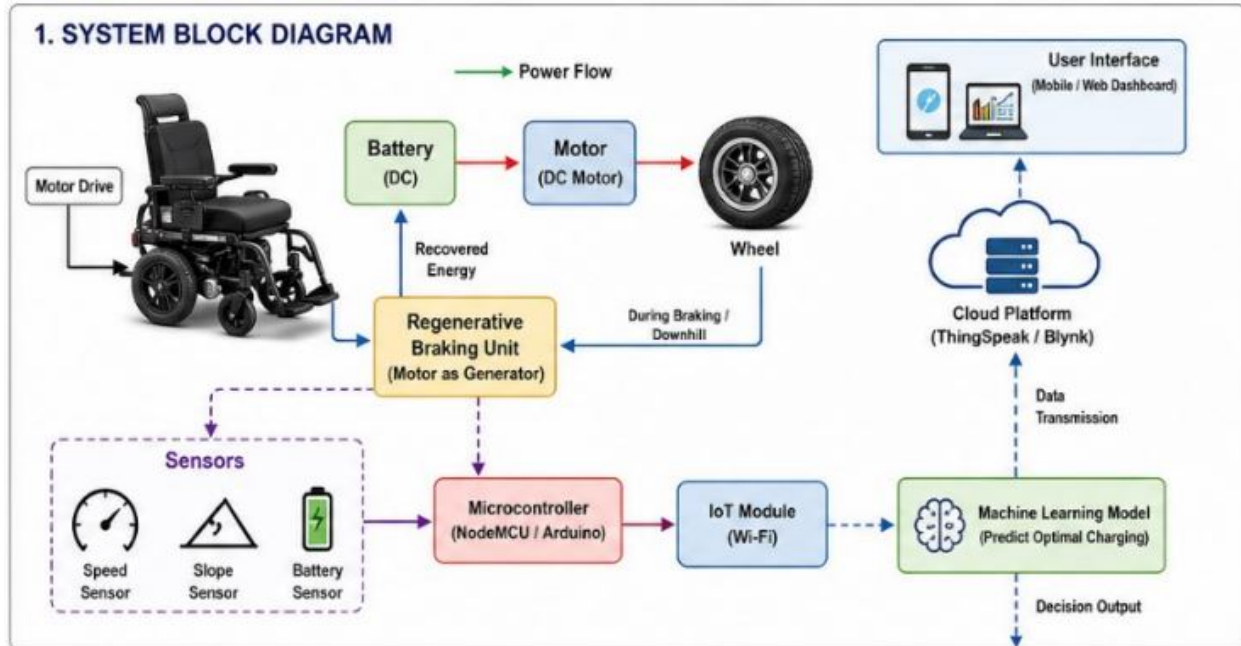 1. SYSTEM BLOCK DIAGRAM
Power Flow
User Interface
(Mobile / Web Dashboard)
Motor Drive
Battery
(DC)
Motor
(DC Motor)
Wheel
Recovered
Energy
During Braking /
Downhill
Regenerative
Braking Unit
(Motor as Generator)
Cloud Platform
(ThingSpeak / Blynk)
Data
Transmission
Sensors
Speed
Sensor
Slope
Sensor
Battery
Sensor
Microcontroller
(NodeMCU / Arduino)
IoT Module
(Wi-Fi)
Machine Learning Model
(Predict Optimal Charging)
Decision Output